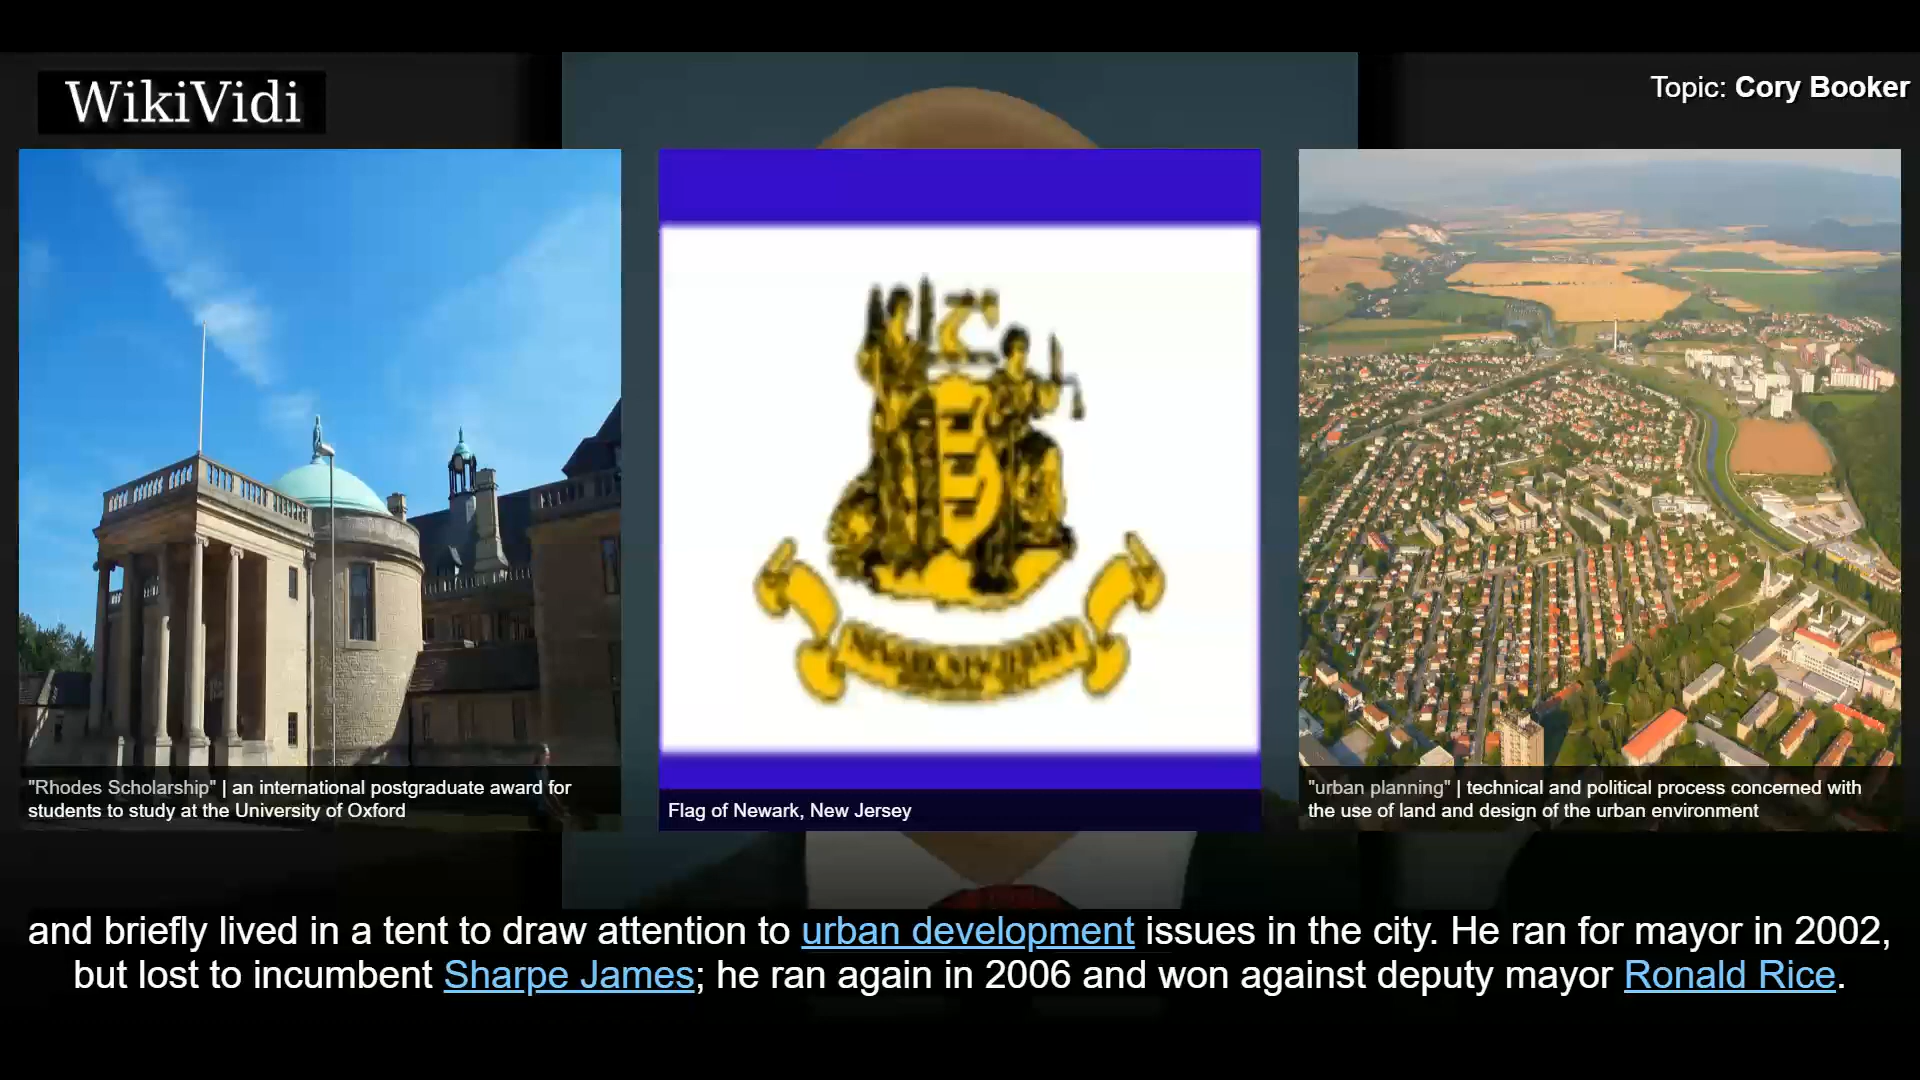 WikiVidi
Topic: Cory Booker
"Rhodes Scholarship" | an international postgraduate award for
students to study at the University of Oxford
Flag of Newark, New Jersey
"urban planning" | technical and political process concerned with
the use of land and design of the urban environment
and briefly lived in a tent to draw attention to urban development issues in the city. He ran for mayor in 2002,
but lost to incumbent Sharpe James; he ran again in 2006 and won against deputy mayor Ronald Rice.